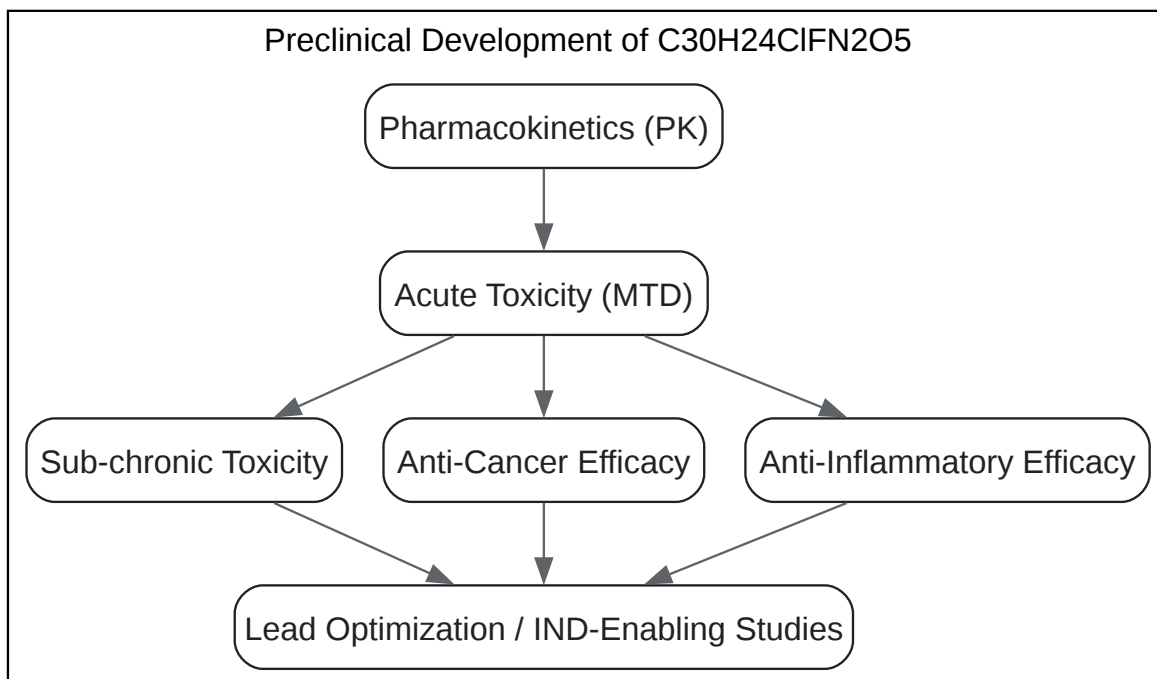 Preclinical Development of C30H24ClFN2O5
Pharmacokinetics (PK)
Acute Toxicity (MTD)
Sub-chronic Toxicity
Anti-Cancer Efficacy
Anti-Inflammatory Efficacy
Lead Optimization / IND-Enabling Studies